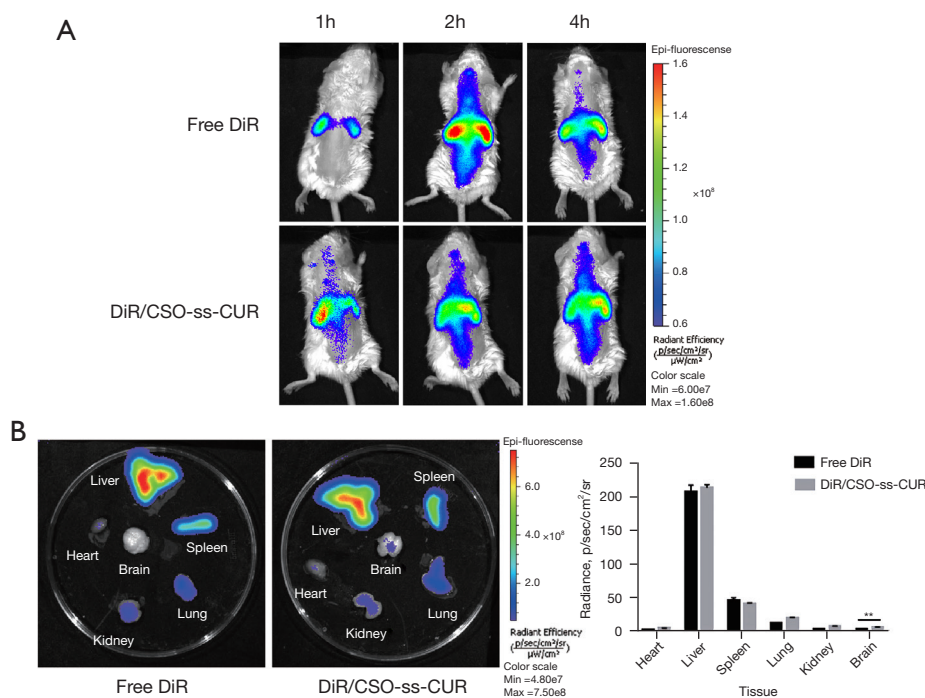 A
1h
2h
4h
Free DiR
DiR/CSO-ss-CUR
Epi-fluorescense
1.6
1.4
1.2
×10⁸
1.0
0.8
0.6
Radiant Efficiency
(p/sec/cm²/sr / µW/cm²)
Color scale
Min =6.00e7
Max =1.60e8
B
Liver
Heart
Brain
Spleen
Lung
Kidney
Free DiR
Spleen
Liver
Brain
Heart
Lung
Kidney
DiR/CSO-ss-CUR
Epi-fluorescense
6.0
×10⁸
4.0
2.0
Radiant Efficiency
(p/sec/cm²/sr / µW/cm²)
Color scale
Min =4.80e7
Max =7.50e8
Free DiR
DiR/CSO-ss-CUR
Radiance, p/sec/cm²/sr
250
200
150
100
50
0
**
Heart
Liver
Spleen
Lung
Kidney
Brain
Tissue